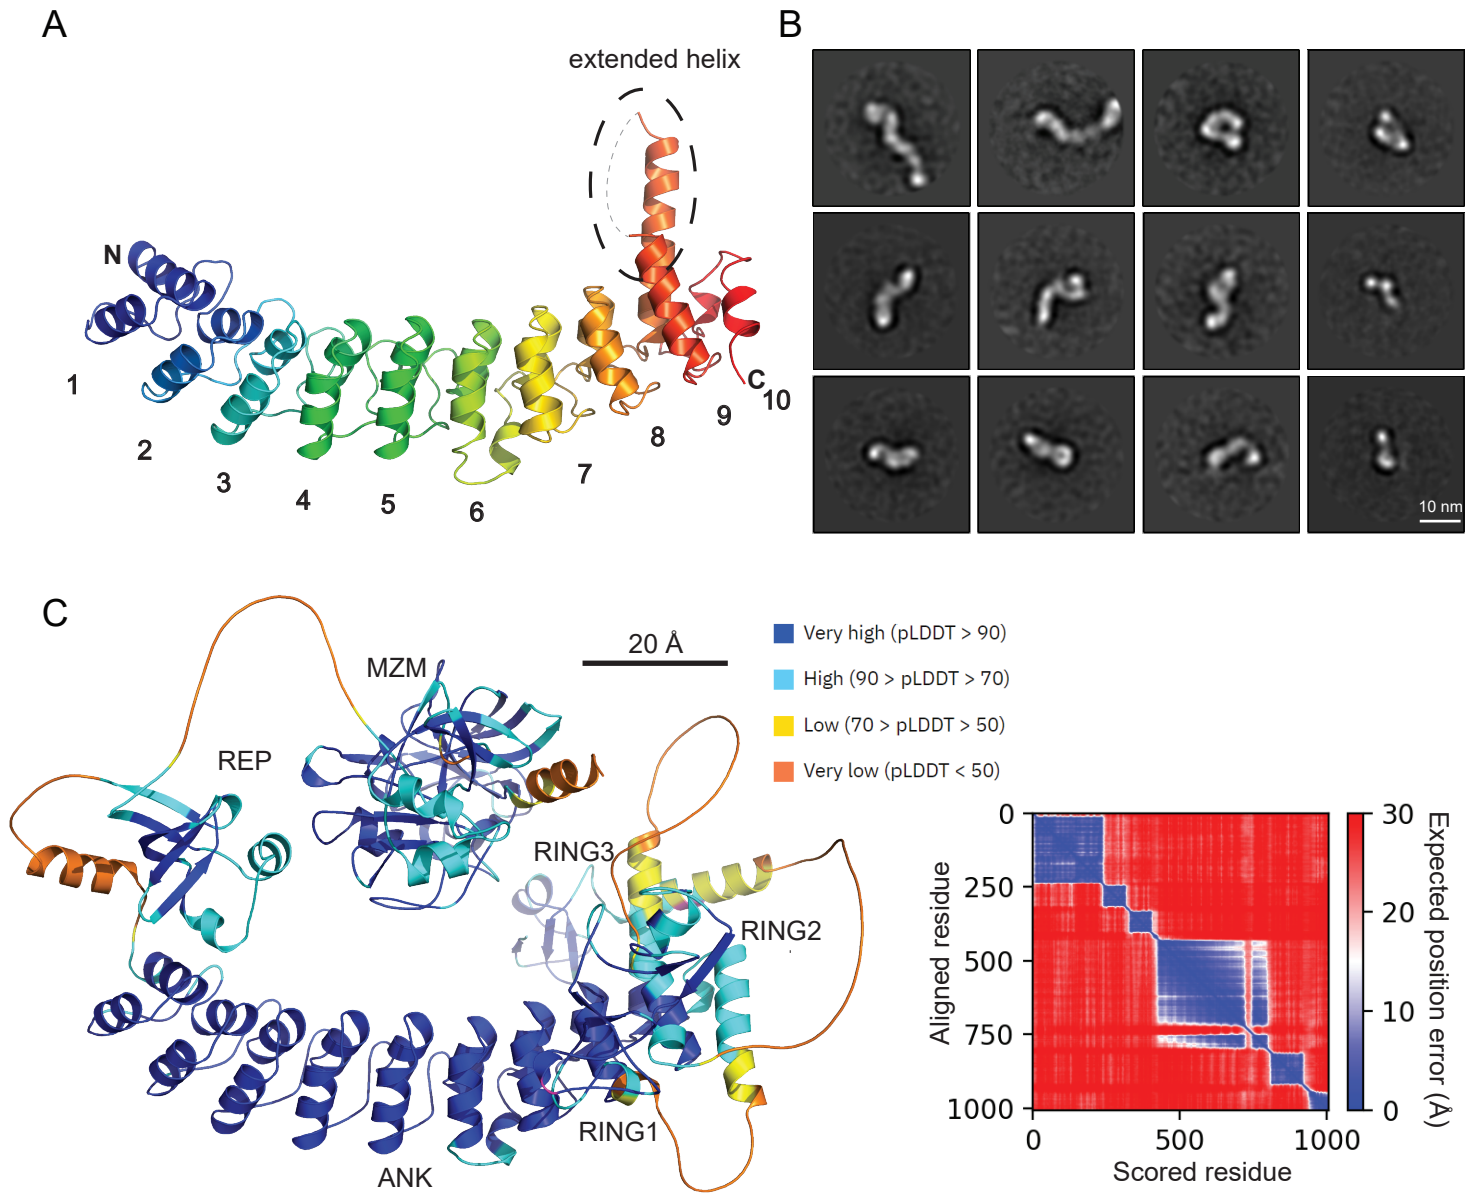 A
B
extended helix
N
1
2
3
4
5
6
7
8
9
C
10
10 nm
C
20 Å
MZM
REP
RING3
RING2
RING1
ANK
Very high (pLDDT > 90)
High (90 > pLDDT > 70)
Low (70 > pLDDT > 50)
Very low (pLDDT < 50)
0
250
500
750
1000
Aligned residue
0
500
1000
Scored residue
30
20
10
0
Expected position error (Å)